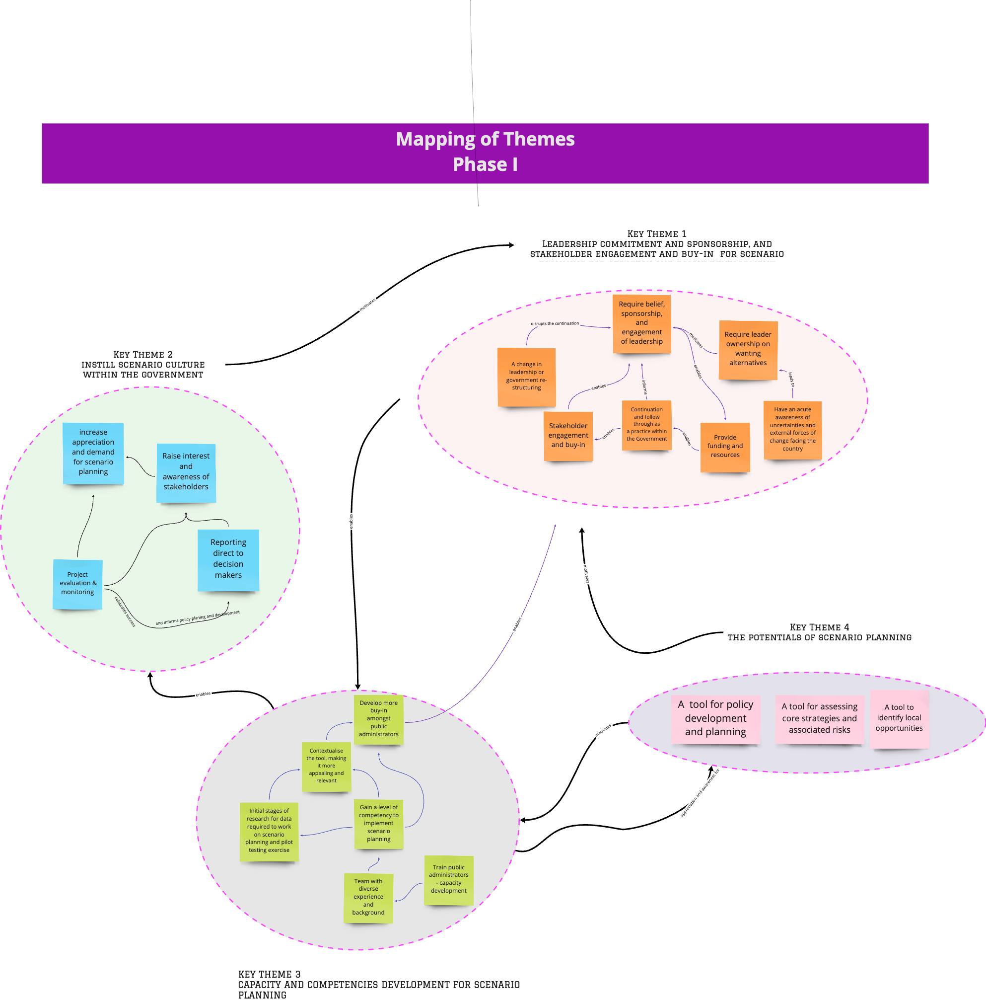 Mapping of Themes
Phase I
Key Theme 1
Leadership commitment and sponsorship, and
stakeholder engagement and buy-in for scenario
motivates
Require belief,
sponsorship,
and
engagement
of leadership
disrupts the continuation
Require leader
ownership on
wanting
alternatives
motivates
A change in
leadership or
government re-
structuring
enables
informs
enables
leads to
Stakeholder
engagement
and buy-in
enables
Continuation
and follow
through as
a practice within
the Government
enables
Provide
funding and
resources
Have an acute
awareness of
uncertainties and
external forces of
change facing the
country
Key Theme 2
instill scenario culture
within the government
increase
appreciation
and demand
for scenario
planning
Raise interest
and
awareness of
stakeholders
Reporting
direct to
decision
makers
Project
evaluation &
monitoring
celebrates success
and informs policy planing and development
enables
enables
motivates
enables
Key Theme 4
the potentials of scenario planning
A tool for policy
development
and planning
A tool for assessing
core strategies and
associated risks
A tool to
identify local
opportunities
motivates
appreciation and awareness for
Develop more
buy-in
amongst
public
administrators
Contextualise
the tool, making
it more
appealing and
relevant
Initial stages of
research for data
required to work
on scenario
planning and pilot
testing exercise
Gain a level of
competency to
implement
scenario
planning
Team with
diverse
experience
and
background
Train public
administrators
- capacity
development
KEY THEME 3
CAPACITY AND COMPETENCIES DEVELOPMENT FOR SCENARIO
PLANNING